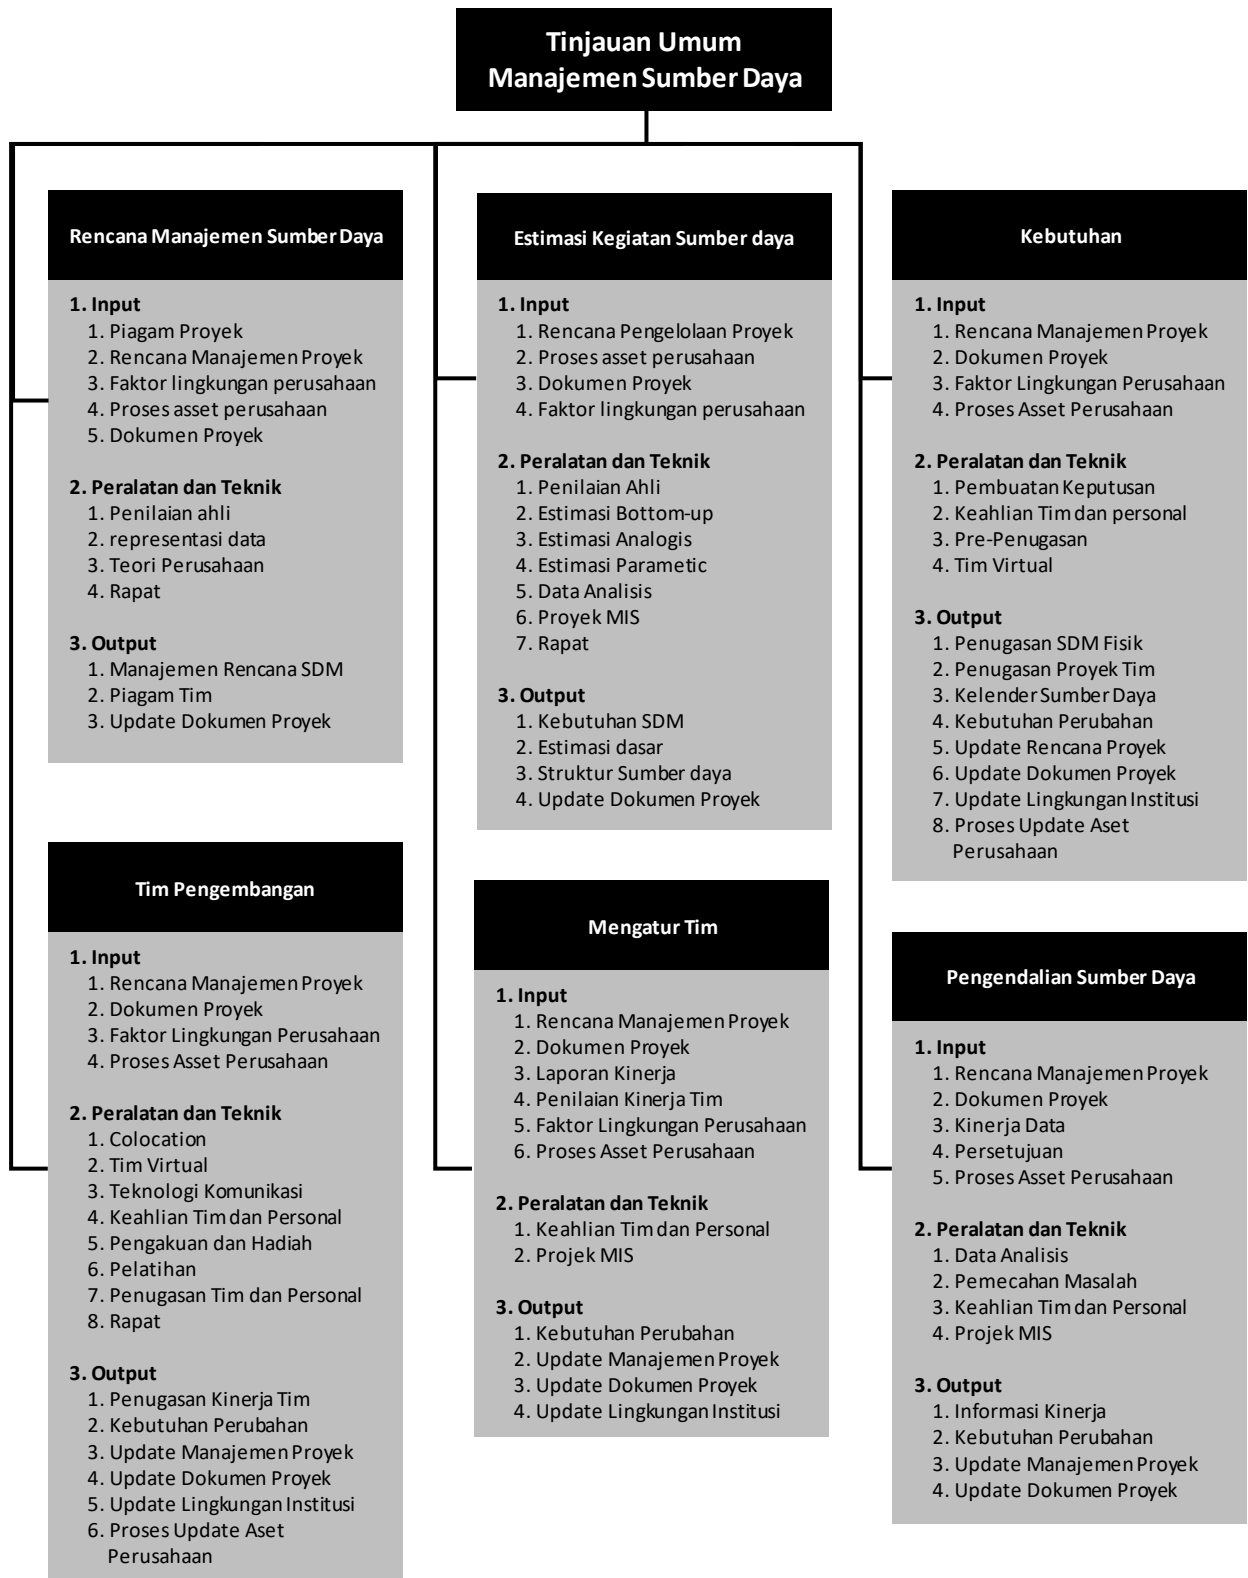 Tinjauan Umum
Manajemen Sumber Daya
Rencana Manajemen Sumber Daya
1. Input
1. Piagam Proyek
2. Rencana Manajemen Proyek
3. Faktor lingkungan perusahaan
4. Proses asset perusahaan
5. Dokumen Proyek
2. Peralatan dan Teknik
1. Penilaian ahli
2. representasi data
3. Teori Perusahaan
4. Rapat
3. Output
1. Manajemen Rencana SDM
2. Piagam Tim
3. Update Dokumen Proyek
Estimasi Kegiatan Sumber daya
1. Input
1. Rencana Pengelolaan Proyek
2. Proses asset perusahaan
3. Dokumen Proyek
4. Faktor lingkungan perusahaan
2. Peralatan dan Teknik
1. Penilaian Ahli
2. Estimasi Bottom-up
3. Estimasi Analogis
4. Estimasi Parametic
5. Data Analisis
6. Proyek MIS
7. Rapat
3. Output
1. Kebutuhan SDM
2. Estimasi dasar
3. Struktur Sumber daya
4. Update Dokumen Proyek
Kebutuhan
1. Input
1. Rencana Manajemen Proyek
2. Dokumen Proyek
3. Faktor Lingkungan Perusahaan
4. Proses Asset Perusahaan
2. Peralatan dan Teknik
1. Pembuatan Keputusan
2. Keahlian Tim dan personal
3. Pre-Penugasan
4. Tim Virtual
3. Output
1. Penugasan SDM Fisik
2. Penugasan Proyek Tim
3. Kelender Sumber Daya
4. Kebutuhan Perubahan
5. Update Rencana Proyek
6. Update Dokumen Proyek
7. Update Lingkungan Institusi
8. Proses Update Aset
Perusahaan
Tim Pengembangan
1. Input
1. Rencana Manajemen Proyek
2. Dokumen Proyek
3. Faktor Lingkungan Perusahaan
4. Proses Asset Perusahaan
2. Peralatan dan Teknik
1. Colocation
2. Tim Virtual
3. Teknologi Komunikasi
4. Keahlian Tim dan Personal
5. Pengakuan dan Hadiah
6. Pelatihan
7. Penugasan Tim dan Personal
8. Rapat
3. Output
1. Penugasan Kinerja Tim
2. Kebutuhan Perubahan
3. Update Manajemen Proyek
4. Update Dokumen Proyek
5. Update Lingkungan Institusi
6. Proses Update Aset
Perusahaan
Mengatur Tim
1. Input
1. Rencana Manajemen Proyek
2. Dokumen Proyek
3. Laporan Kinerja
4. Penilaian Kinerja Tim
5. Faktor Lingkungan Perusahaan
6. Proses Asset Perusahaan
2. Peralatan dan Teknik
1. Keahlian Tim dan Personal
2. Projek MIS
3. Output
1. Kebutuhan Perubahan
2. Update Manajemen Proyek
3. Update Dokumen Proyek
4. Update Lingkungan Institusi
Pengendalian Sumber Daya
1. Input
1. Rencana Manajemen Proyek
2. Dokumen Proyek
3. Kinerja Data
4. Persetujuan
5. Proses Asset Perusahaan
2. Peralatan dan Teknik
1. Data Analisis
2. Pemecahan Masalah
3. Keahlian Tim dan Personal
4. Projek MIS
3. Output
1. Informasi Kinerja
2. Kebutuhan Perubahan
3. Update Manajemen Proyek
4. Update Dokumen Proyek